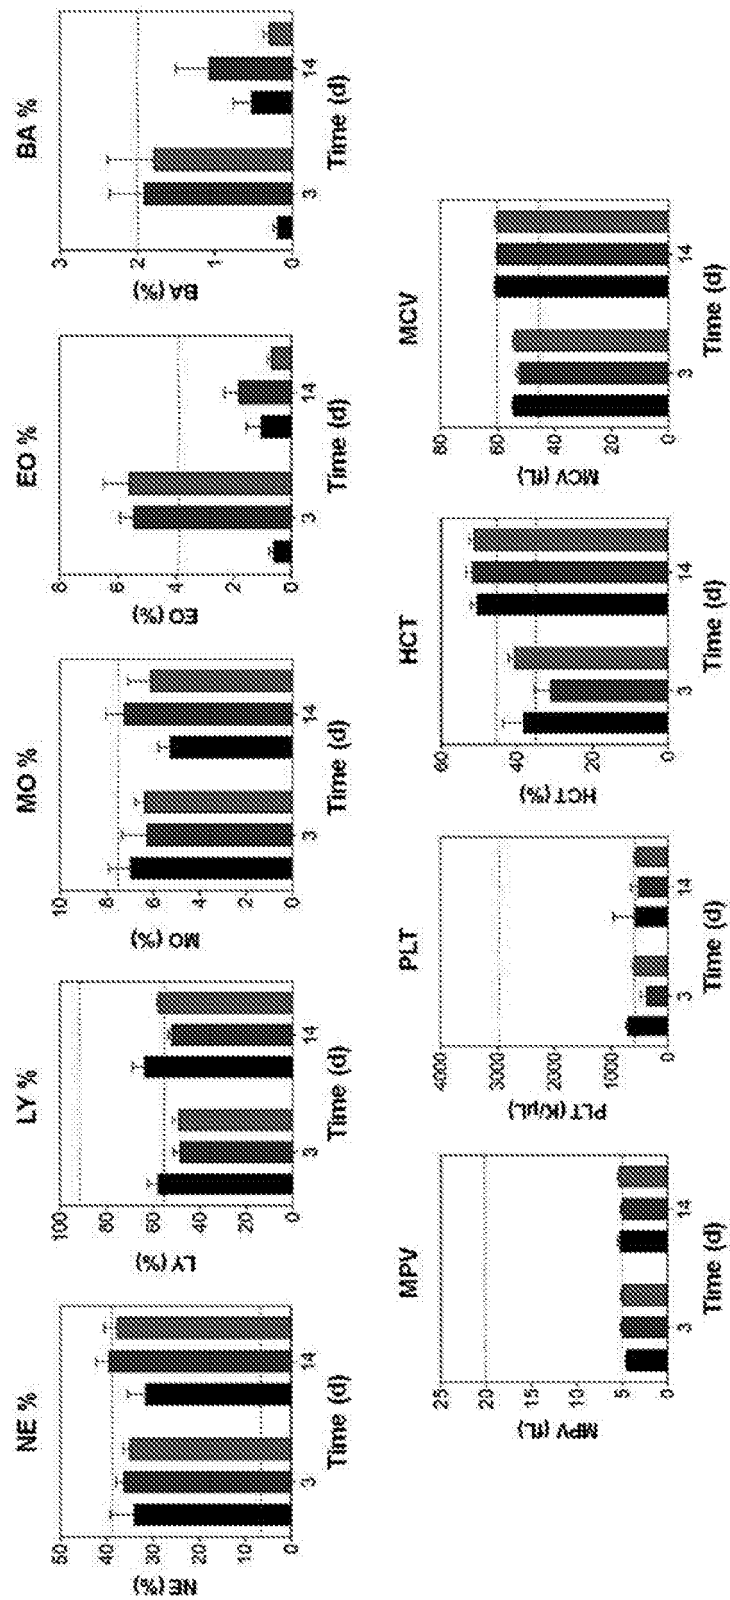 NE %
NE (%)
50
40
30
20
10
0
3
14
Time (d)
LY %
LY (%)
100
80
60
40
20
0
3
14
Time (d)
MO %
MO (%)
10
8
6
4
2
0
3
14
Time (d)
EO %
EO (%)
8
6
4
2
0
3
14
Time (d)
BA %
BA (%)
3
2
1
0
3
14
Time (d)
MPV
MPV (fL)
25
20
15
10
5
0
3
14
Time (d)
PLT
PLT (K/µL)
4000
3000
2000
1000
0
3
14
Time (d)
HCT
HCT (%)
60
40
20
0
3
14
Time (d)
MCV
MCV (fL)
80
60
40
20
0
3
14
Time (d)